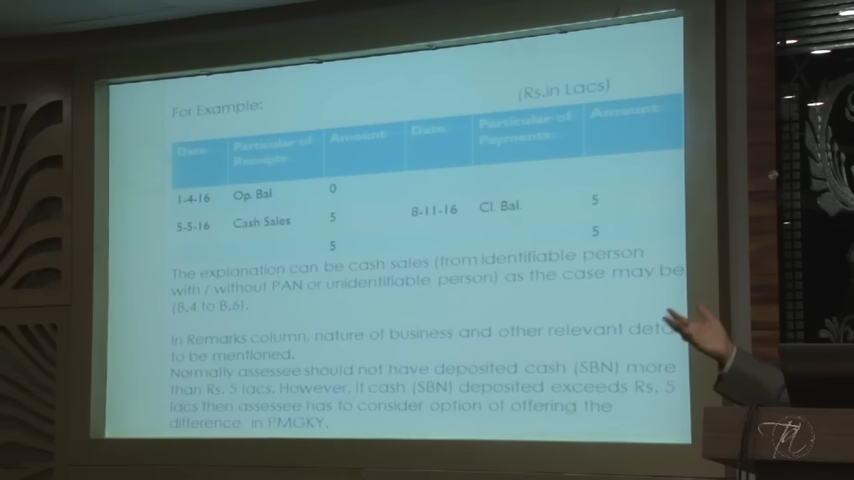 For Example:
(Rs.in Lacs)
Date Particular of Receipts Amount Date Particular of Payments Amount
1-4-16 Op. Bal 0
5-5-16 Cash Sales 5 8-11-16 Cl. Bal. 5
5 5
The explanation can be cash sales (from identifiable person
with / without PAN or unidentifiable person) as the case may be
(B.4 to B.6).
In Remarks column, nature of business and other relevant deta
to be mentioned.
Normally assessee should not have deposited cash (SBN) more
than Rs. 5 lacs. However, if cash (SBN) deposited exceeds Rs. 5
lacs then assessee has to consider option of offering the
difference in PMGKY.